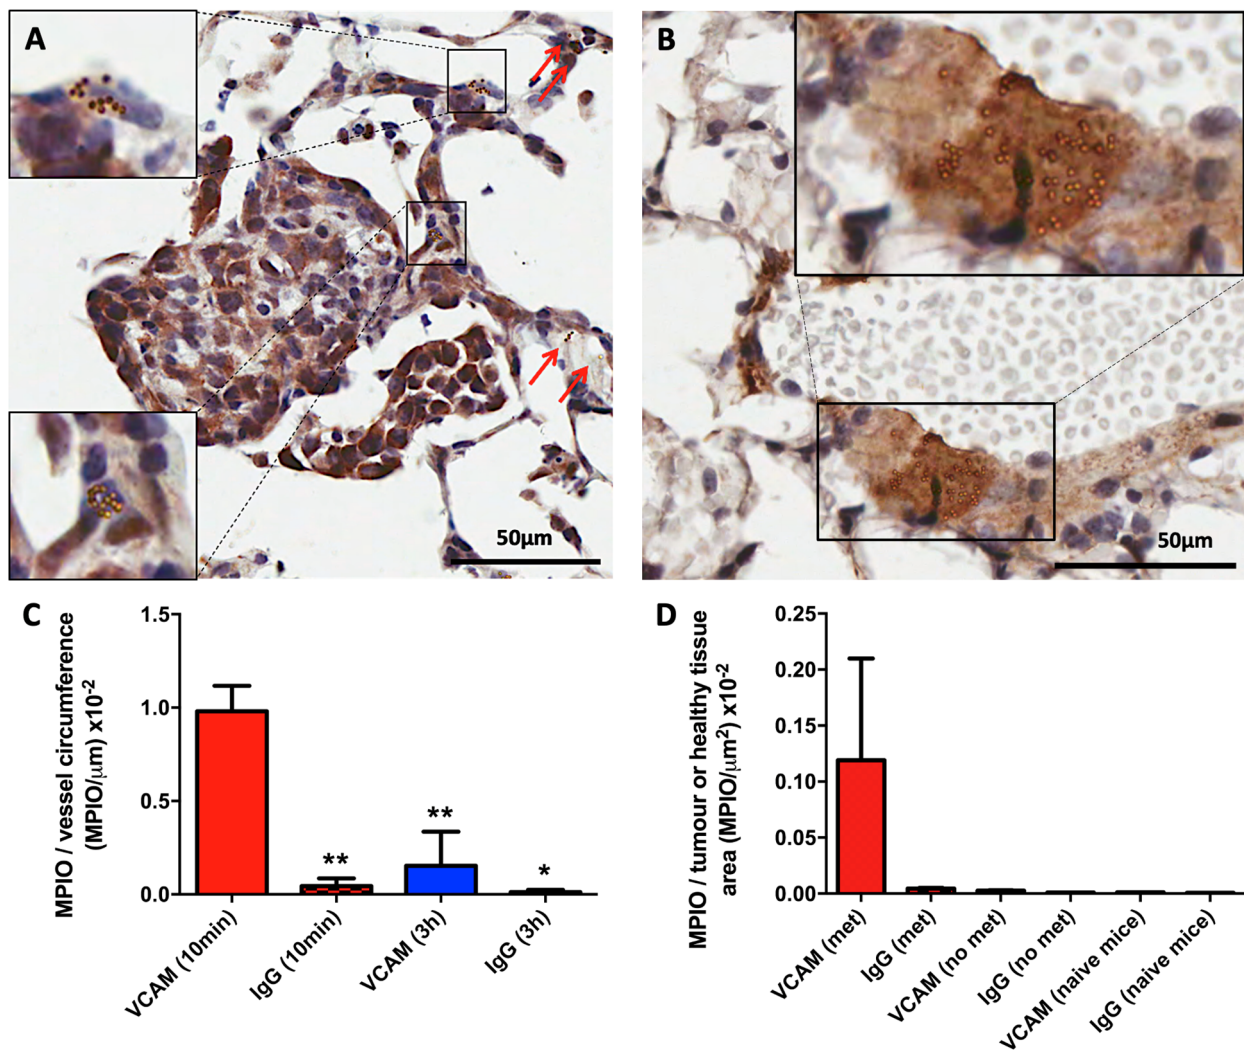 A
50µm
B
50µm
C
MPIO / vessel circumference
(MPIO/µm) x10⁻²
1.5
1.0
0.5
0.0
**
**
*
VCAM (10min)
IgG (10min)
VCAM (3h)
IgG (3h)
D
MPIO / tumour or healthy tissue
area (MPIO/µm²) x10⁻²
0.25
0.20
0.15
0.10
0.05
0.00
VCAM (met)
IgG (met)
VCAM (no met)
IgG (no met)
VCAM (naive mice)
IgG (naive mice)